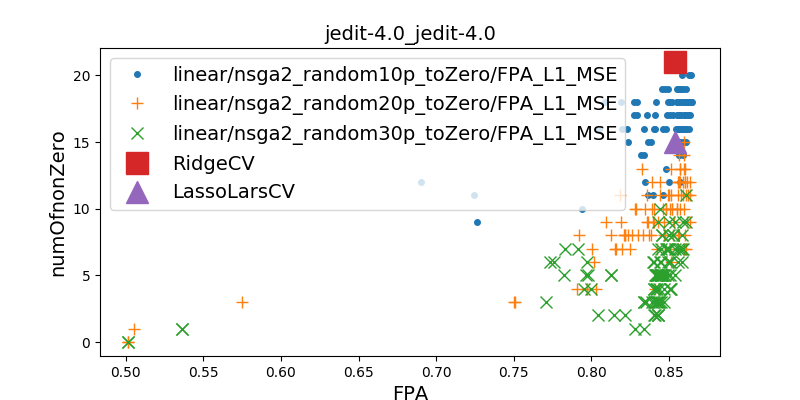 jedit-4.0_jedit-4.0
linear/nsga2_random10p_toZero/FPA_L1_MSE
linear/nsga2_random20p_toZero/FPA_L1_MSE
linear/nsga2_random30p_toZero/FPA_L1_MSE
RidgeCV
LassoLarsCV
numOfnonZero
20
15
10
5
0
0.50 0.55 0.60 0.65 0.70 0.75 0.80 0.85
FPA